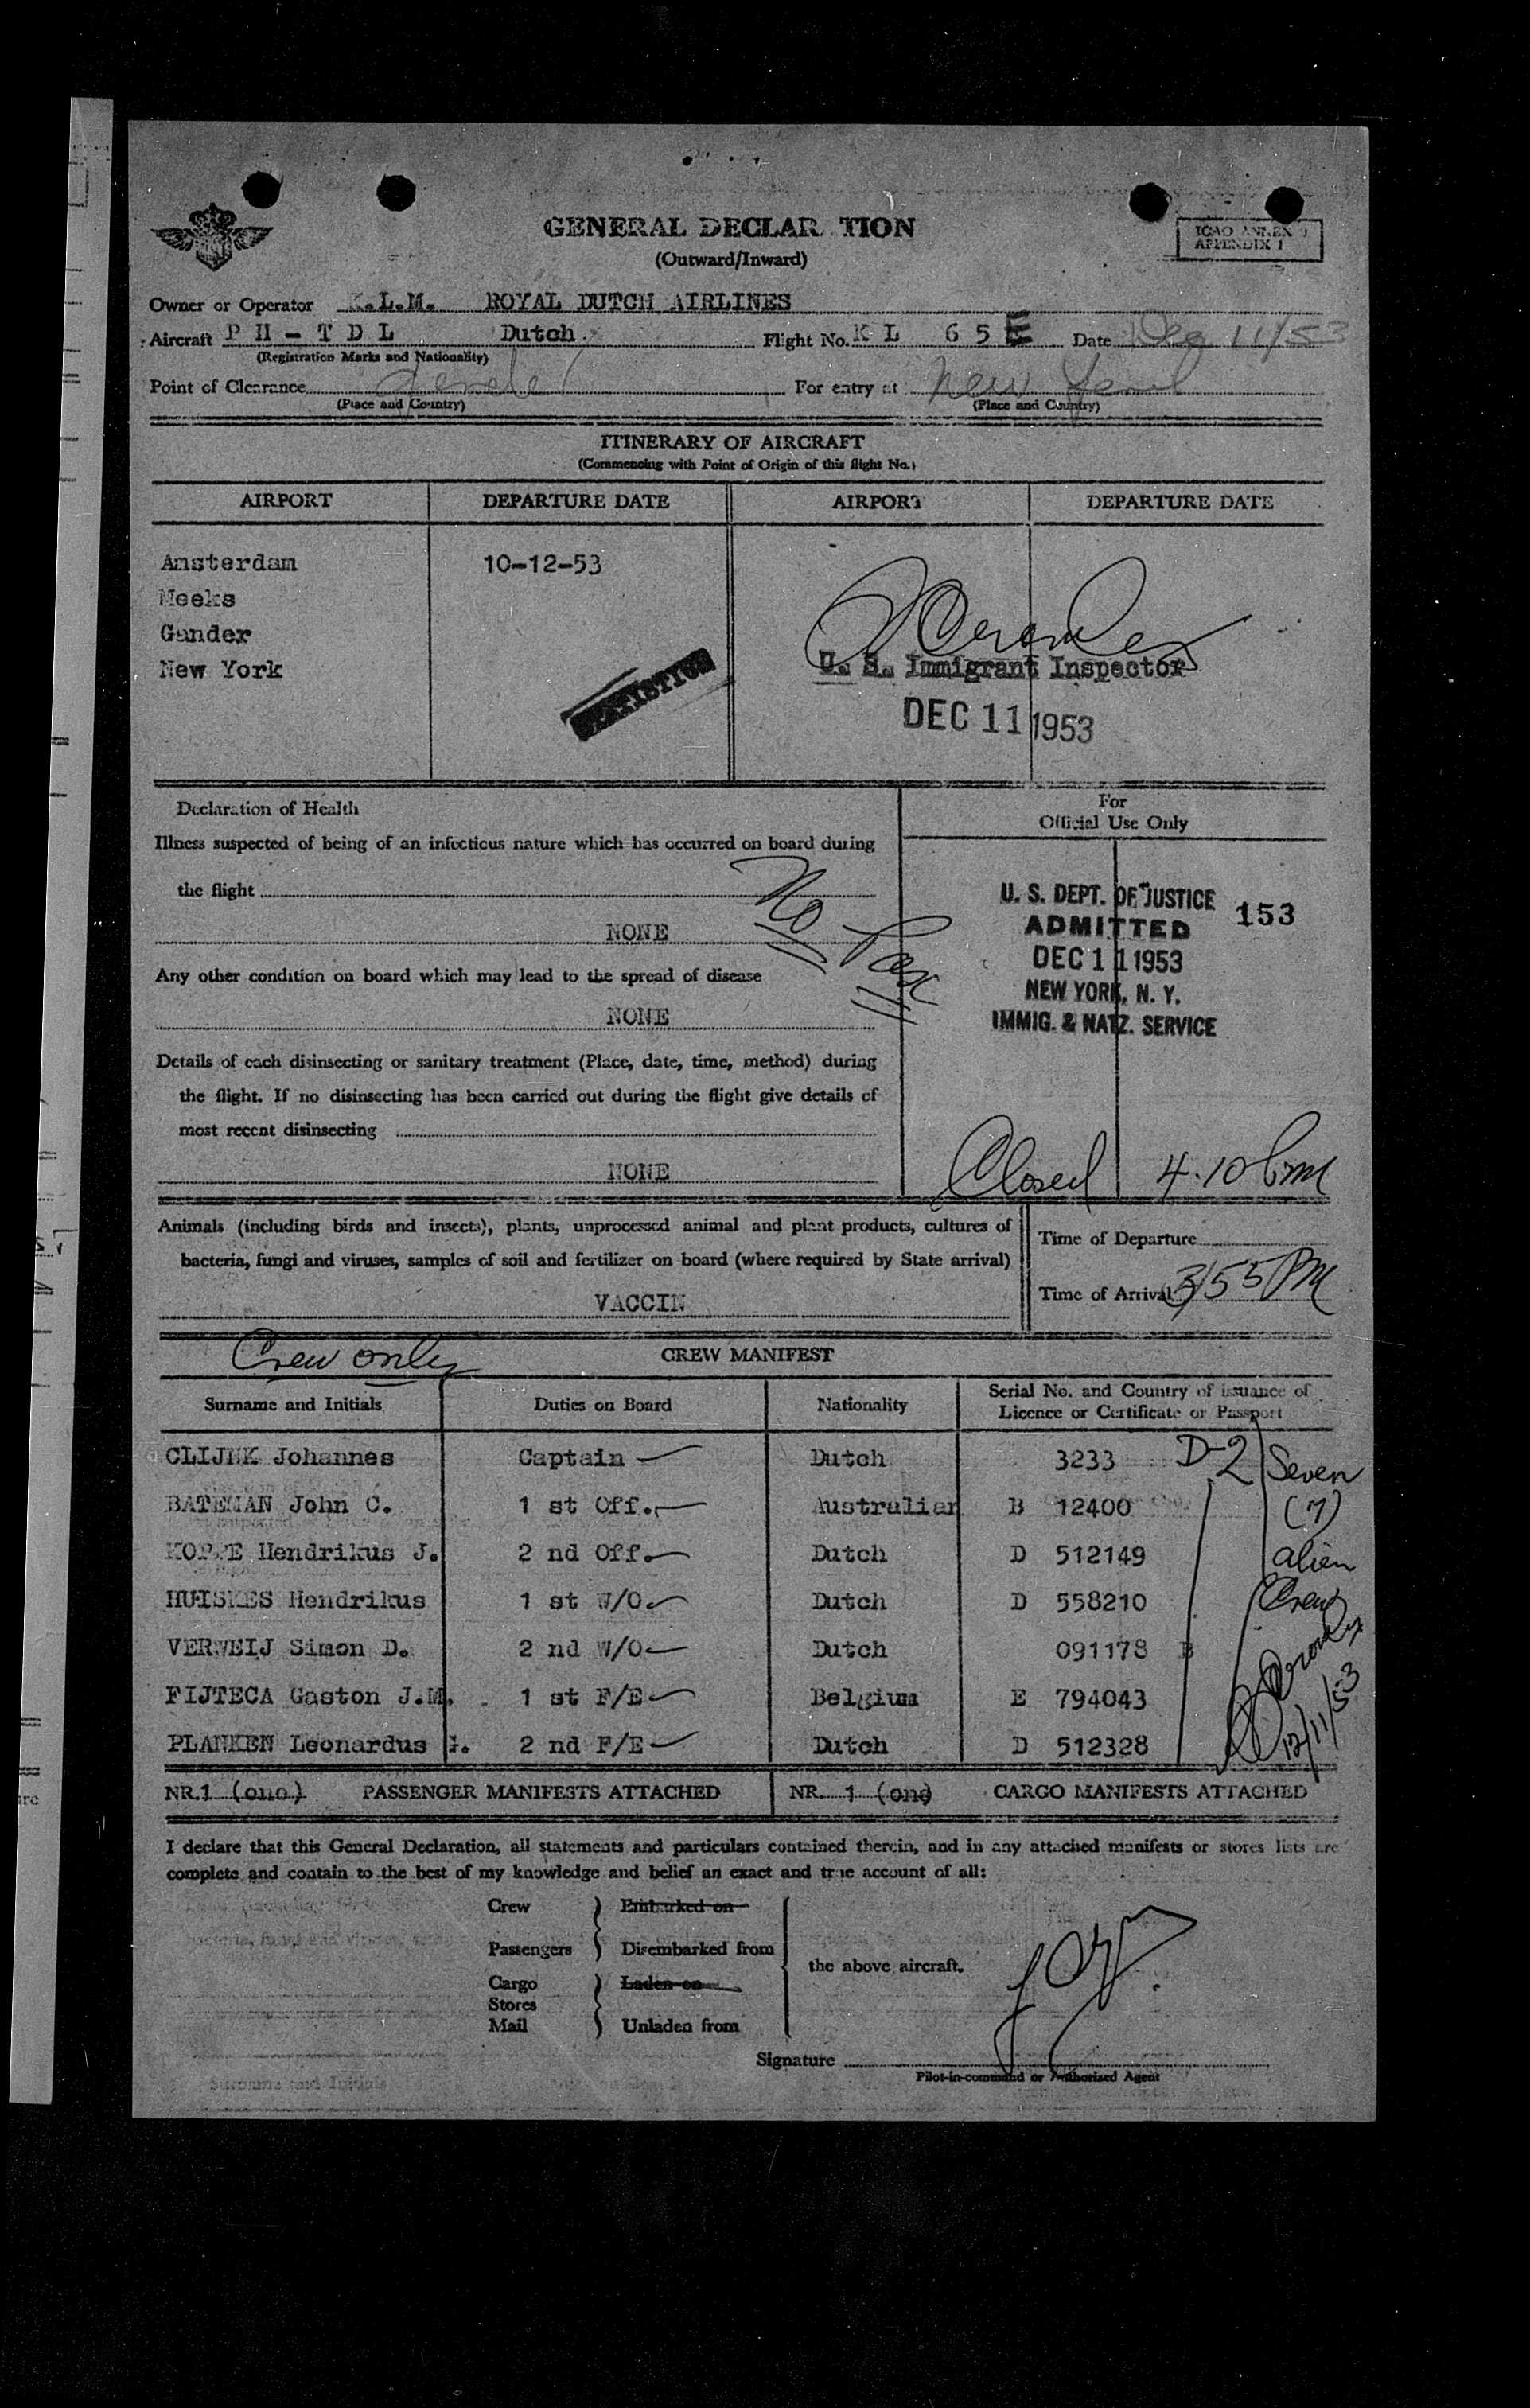 GENERAL DECLAR TION
(Outward/Inward)
ICAO ANNEX 9
APPENDIX 1
Owner or Operator K.L.M. ROYAL DUTCH AIRLINES
Aircraft P H - T D L Dutch Flight No. K L 6 5 E Date Dec 11/53
(Registration Marks and Nationality)
Point of Clearance For entry at New York
(Place and Country) (Place and Country)
ITINERARY OF AIRCRAFT
(Commencing with Point of Origin of this flight No.)
AIRPORT DEPARTURE DATE AIRPORT DEPARTURE DATE
Amsterdam 10-12-53
Meeks
Gander
New York
U. S. Immigrant Inspector
DEC 11 1953
Declaration of Health
For
Official Use Only
Illness suspected of being of an infectious nature which has occurred on board during
the flight
NONE
No Pax
U. S. DEPT. OF JUSTICE
ADMITTED
153
DEC 11 1953
NEW YORK, N. Y.
IMMIG. & NATZ. SERVICE
Any other condition on board which may lead to the spread of disease
NONE
Details of each disinsecting or sanitary treatment (Place, date, time, method) during
the flight. If no disinsecting has been carried out during the flight give details of
most recent disinsecting
NONE
Closed 4.10 PM
Animals (including birds and insects), plants, unprocessed animal and plant products, cultures of
bacteria, fungi and viruses, samples of soil and fertilizer on board (where required by State arrival)
VACCIN
Time of Departure
Time of Arrival 3/55 PM
Crew only
CREW MANIFEST
Surname and Initials Duties on Board Nationality Serial No. and Country of issuance of
Licence or Certificate or Passport
CLIJNK Johannes Captain Dutch 3233 D-2 Seven
BATEMAN John C. 1 st Off. Australian B 12400 (7)
KOPPE Hendrikus J. 2 nd Off. Dutch D 512149 alien
HUISKES Hendrikus 1 st W/O Dutch D 558210 Crew
VERWEIJ Simon D. 2 nd W/O Dutch 091178 B
FIJTECA Gaston J.M. 1 st F/E Belgium E 794043
PLANKEN Leonardus 2 nd F/E Dutch D 512328 12/11/53
NR. 1 (one) PASSENGER MANIFESTS ATTACHED NR. 1 (one) CARGO MANIFESTS ATTACHED
I declare that this General Declaration, all statements and particulars contained therein, and in any attached manifests or stores lists are
complete and contain to the best of my knowledge and belief an exact and true account of all:
Crew Embarked on
Passengers Disembarked from
the above aircraft.
Cargo Laden on
Stores
Mail Unladen from
Signature
Pilot-in-command or Authorised Agent